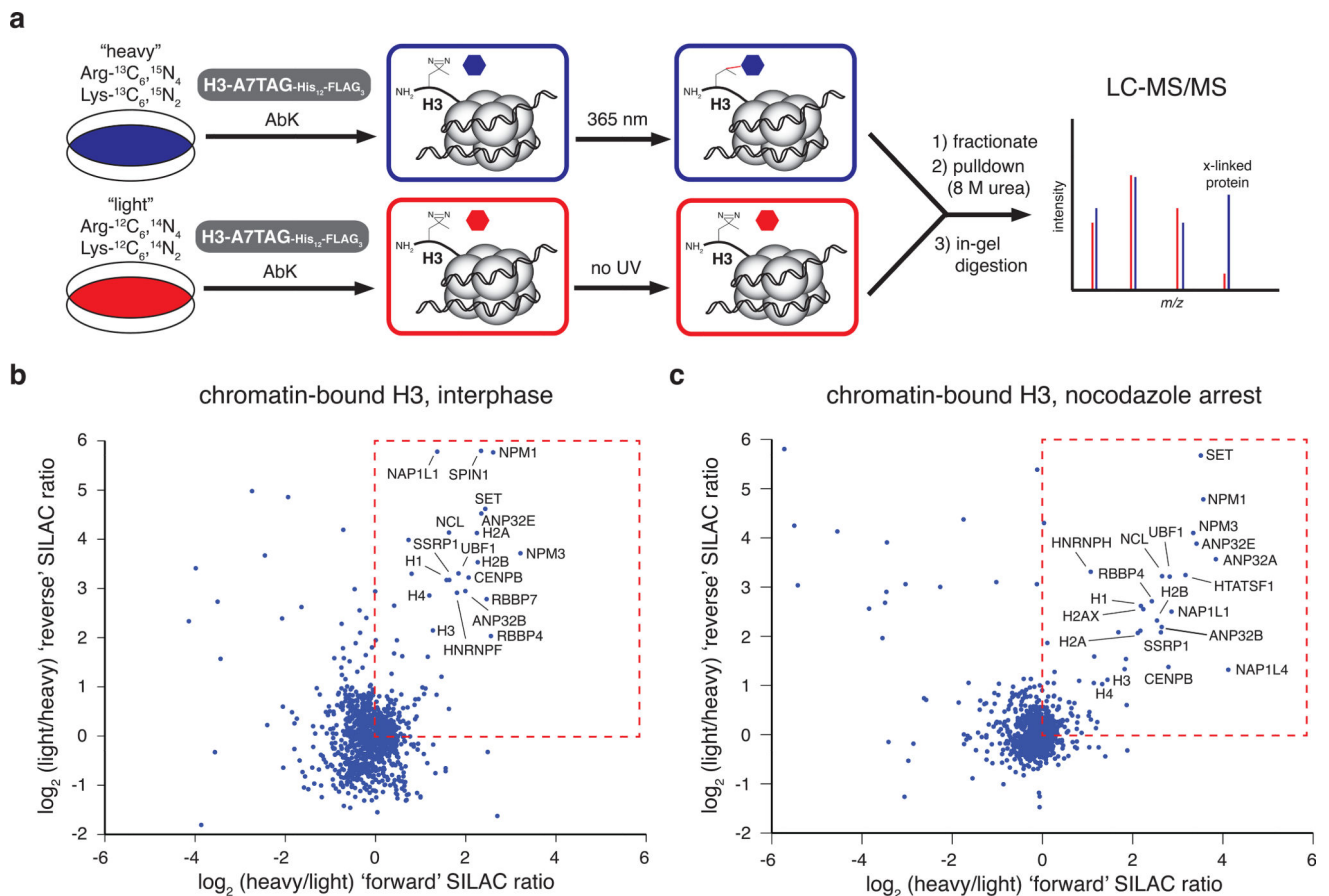 a
“heavy”
Arg-¹³C₆,¹⁵N₄
Lys-¹³C₆,¹⁵N₂
H3-A7TAG-His₁₂-FLAG₃
AbK
NH₂
H3
N=N
365 nm
NH₂
H3
“light”
Arg-¹²C₆,¹⁴N₄
Lys-¹²C₆,¹⁴N₂
H3-A7TAG-His₁₂-FLAG₃
AbK
N=N
NH₂
H3
no UV
N=N
NH₂
H3
1) fractionate
2) pulldown
(8 M urea)
3) in-gel
digestion
LC-MS/MS
x-linked
protein
intensity
m/z
b
chromatin-bound H3, interphase
log₂ (light/heavy) ‘reverse’ SILAC ratio
6
5
4
3
2
1
0
-1
-2
-6
-4
-2
0
2
4
6
log₂ (heavy/light) ‘forward’ SILAC ratio
NAP1L1
SPIN1
NPM1
SET
ANP32E
NCL
H2A
SSRP1
UBF1
H2B
NPM3
H1
CENPB
H4
RBBP7
ANP32B
H3
RBBP4
HNRNPF
c
chromatin-bound H3, nocodazole arrest
log₂ (light/heavy) ‘reverse’ SILAC ratio
6
5
4
3
2
1
0
-1
-2
-6
-4
-2
0
2
4
6
log₂ (heavy/light) ‘forward’ SILAC ratio
SET
NPM1
NPM3
UBF1
NCL
ANP32E
HNRNPH
ANP32A
RBBP4
HTATSF1
H2B
H1
NAP1L1
H2AX
ANP32B
H2A
SSRP1
H3
CENPB
NAP1L4
H4